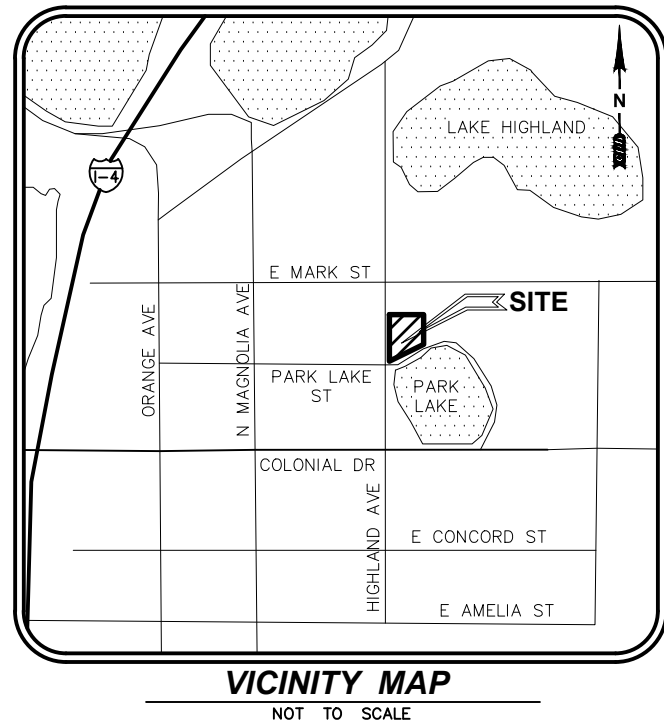 LAKE HIGHLAND
N
I-4
E MARK ST
SITE
ORANGE AVE
N MAGNOLIA AVE
PARK LAKE
ST
PARK
LAKE
COLONIAL DR
HIGHLAND AVE
E CONCORD ST
E AMELIA ST
VICINITY MAP
NOT TO SCALE